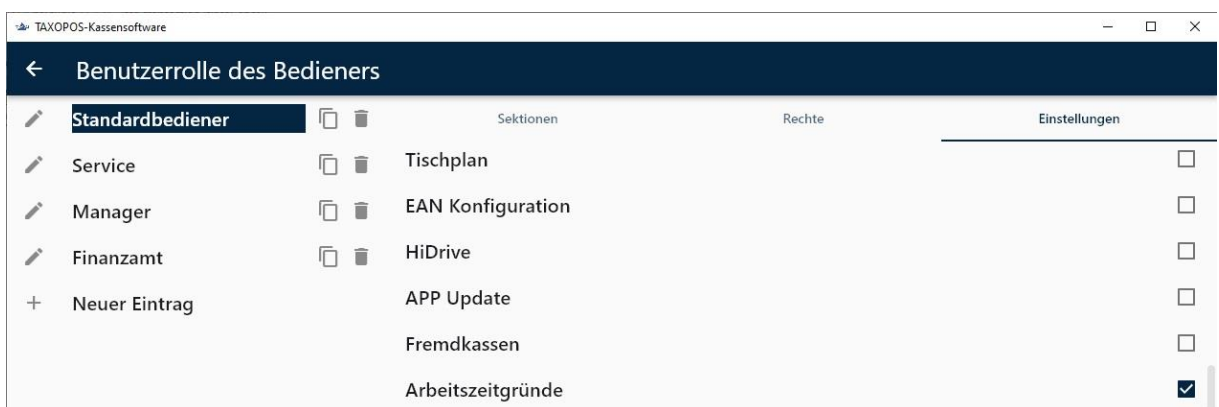 TAXOPOS-Kassensoftware
Benutzerrolle des Bedieners
Standardbediener
Service
Manager
Finanzamt
Neuer Eintrag
Sektionen Rechte Einstellungen
Tischplan
EAN Konfiguration
HiDrive
APP Update
Fremdkassen
Arbeitszeitgründe